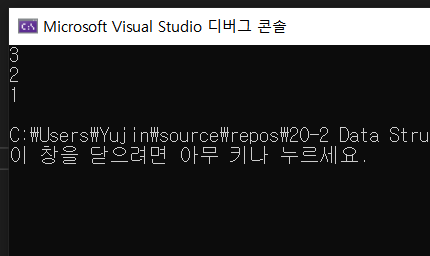 Microsoft Visual Studio 디버그 콘솔
3
2
1
C:₩Users₩Yujin₩source₩repos₩20-2 Data Stru
이 창을 닫으려면 아무 키나 누르세요.